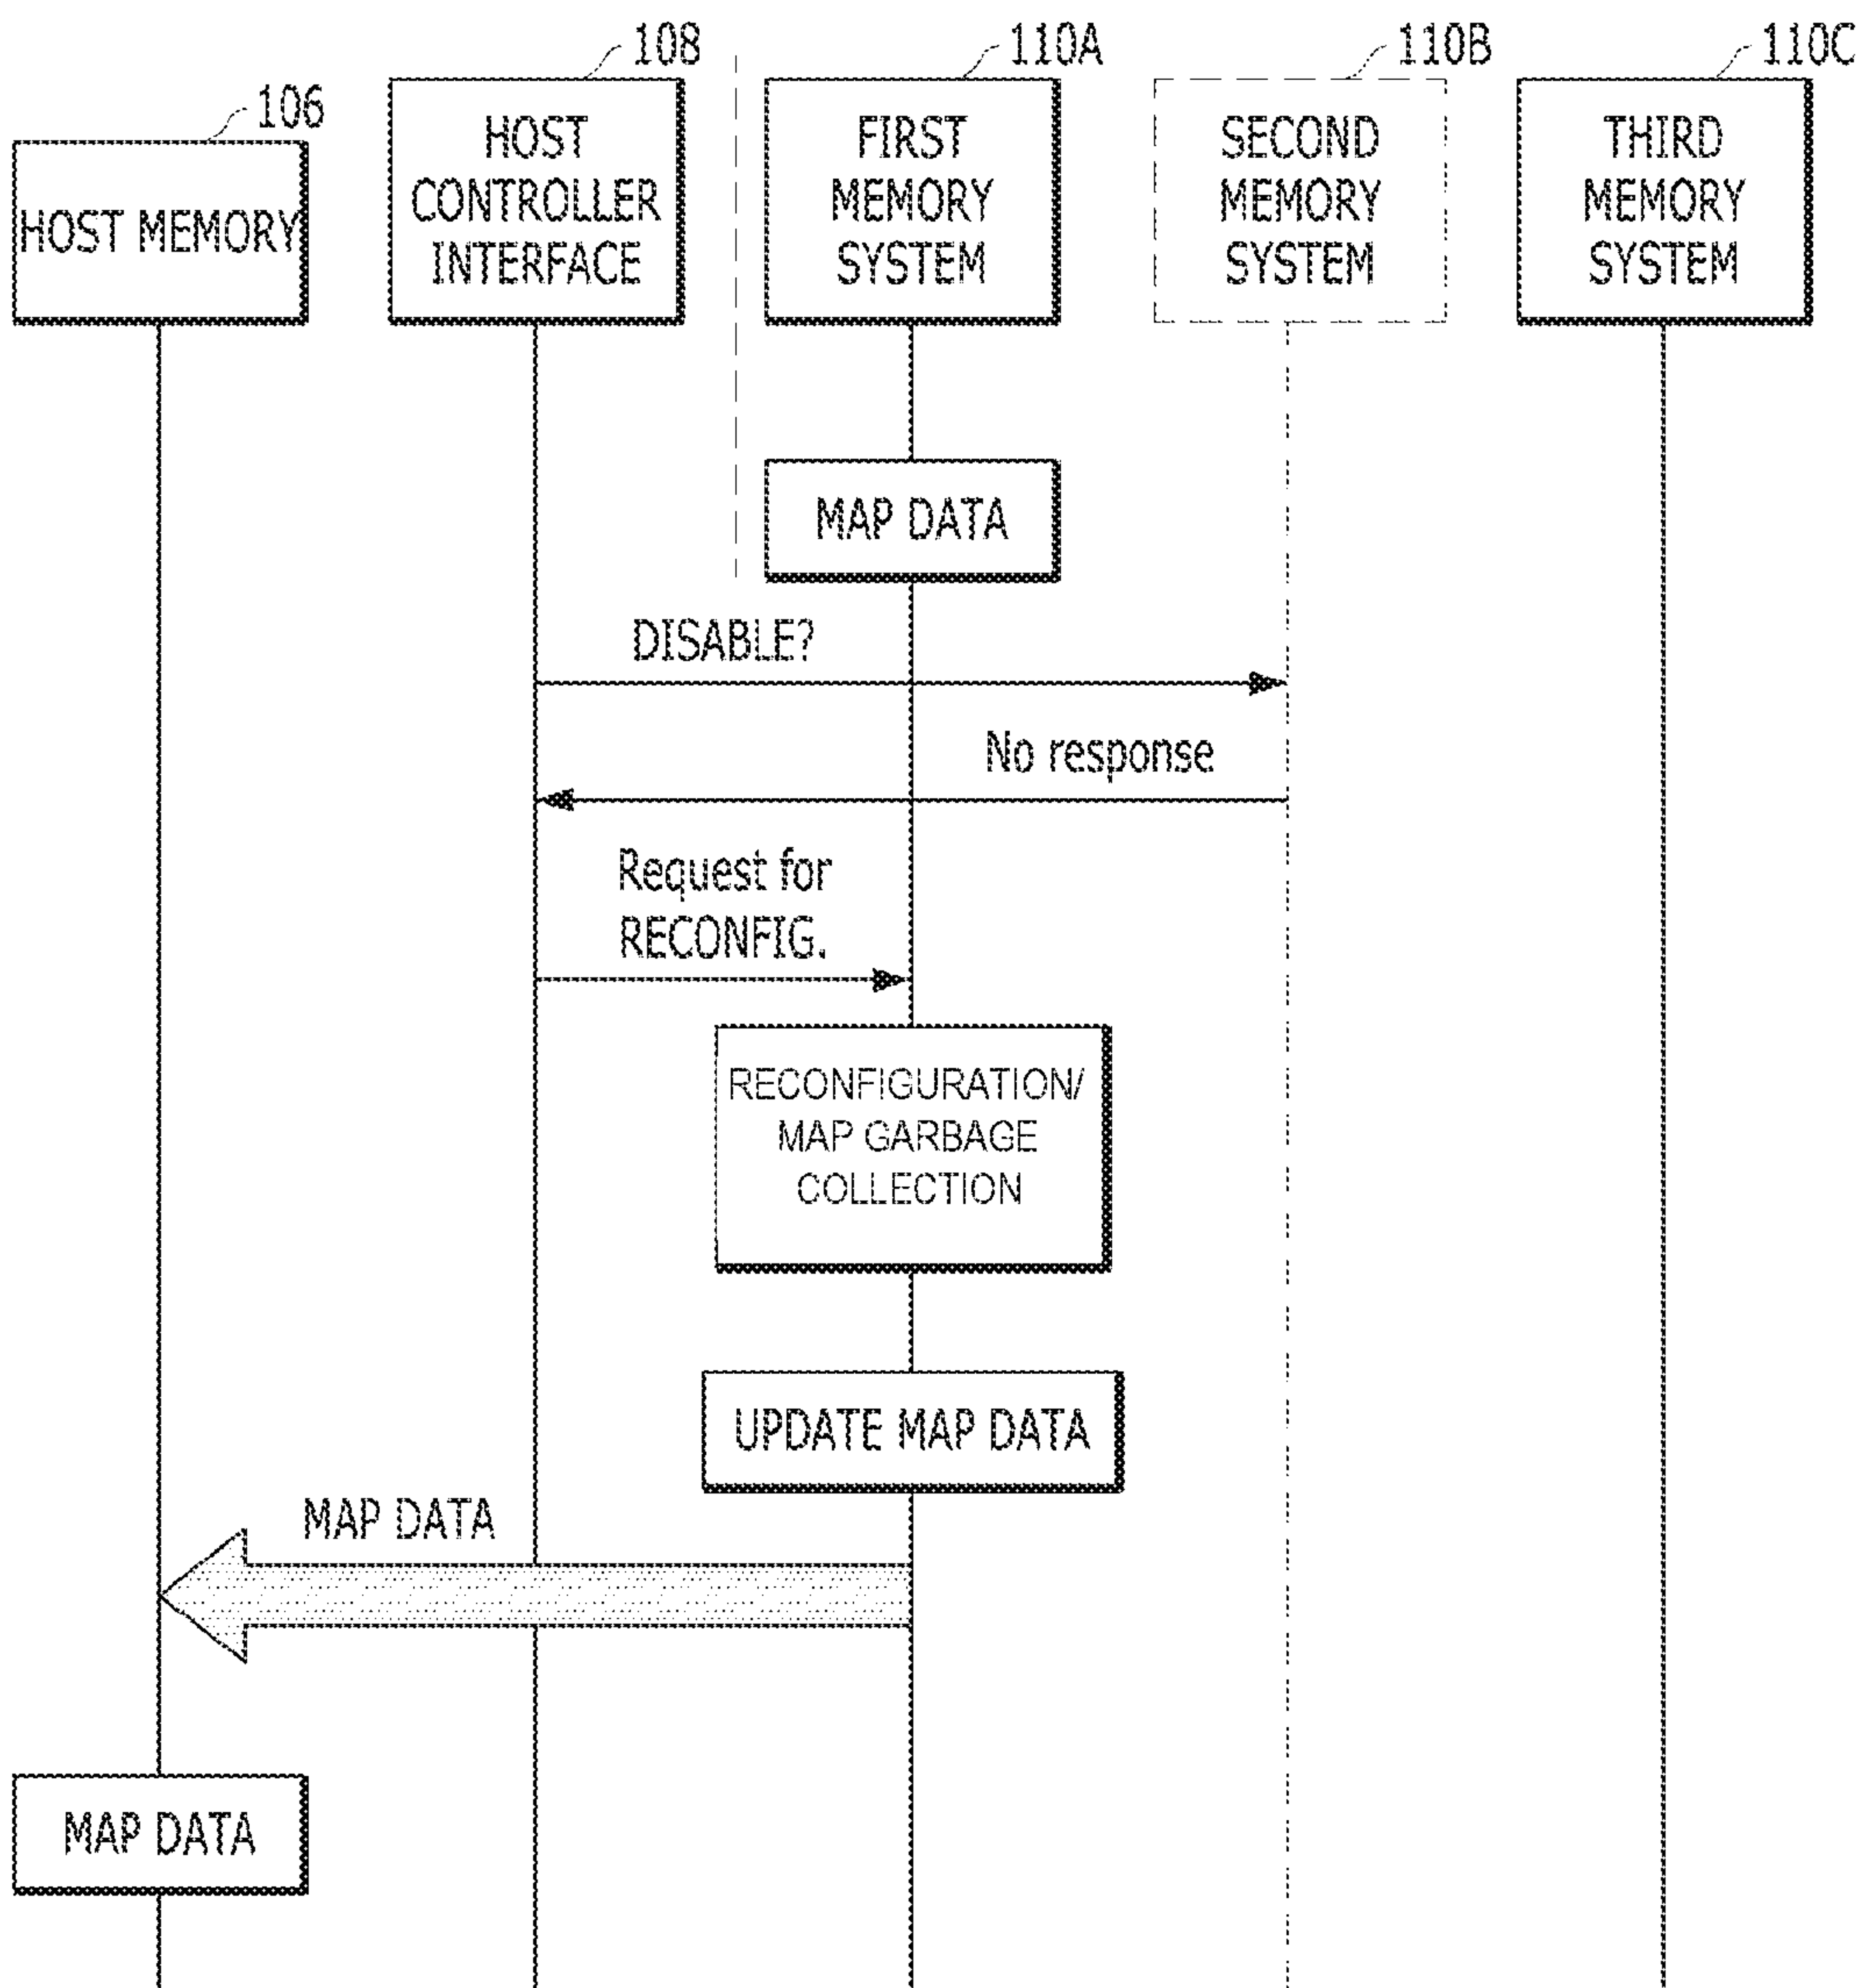 106
108
110A
110B
110C
HOST MEMORY
HOST
CONTROLLER
INTERFACE
FIRST
MEMORY
SYSTEM
SECOND
MEMORY
SYSTEM
THIRD
MEMORY
SYSTEM
MAP DATA
DISABLE?
No response
Request for
RECONFIG.
RECONFIGURATION/
MAP GARBAGE
COLLECTION
UPDATE MAP DATA
MAP DATA
MAP DATA